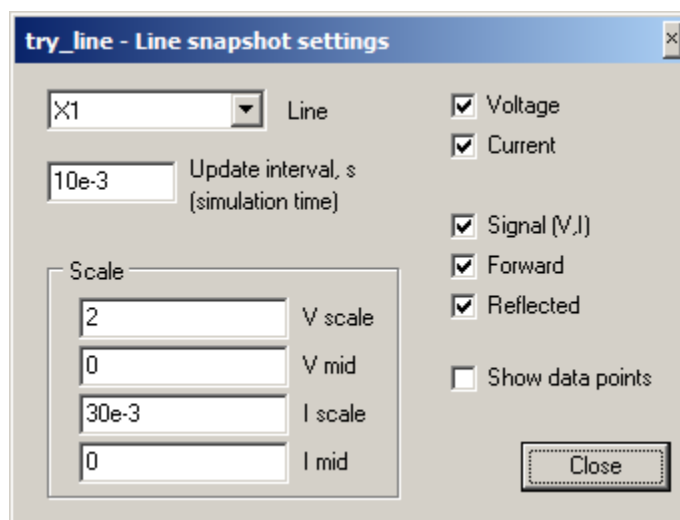 try_line - Line snapshot settings
X1 Line
10e-3 Update interval, s
(simulation time)
Scale
2 V scale
0 V mid
30e-3 I scale
0 I mid
Voltage
Current
Signal (V,I)
Forward
Reflected
Show data points
Close